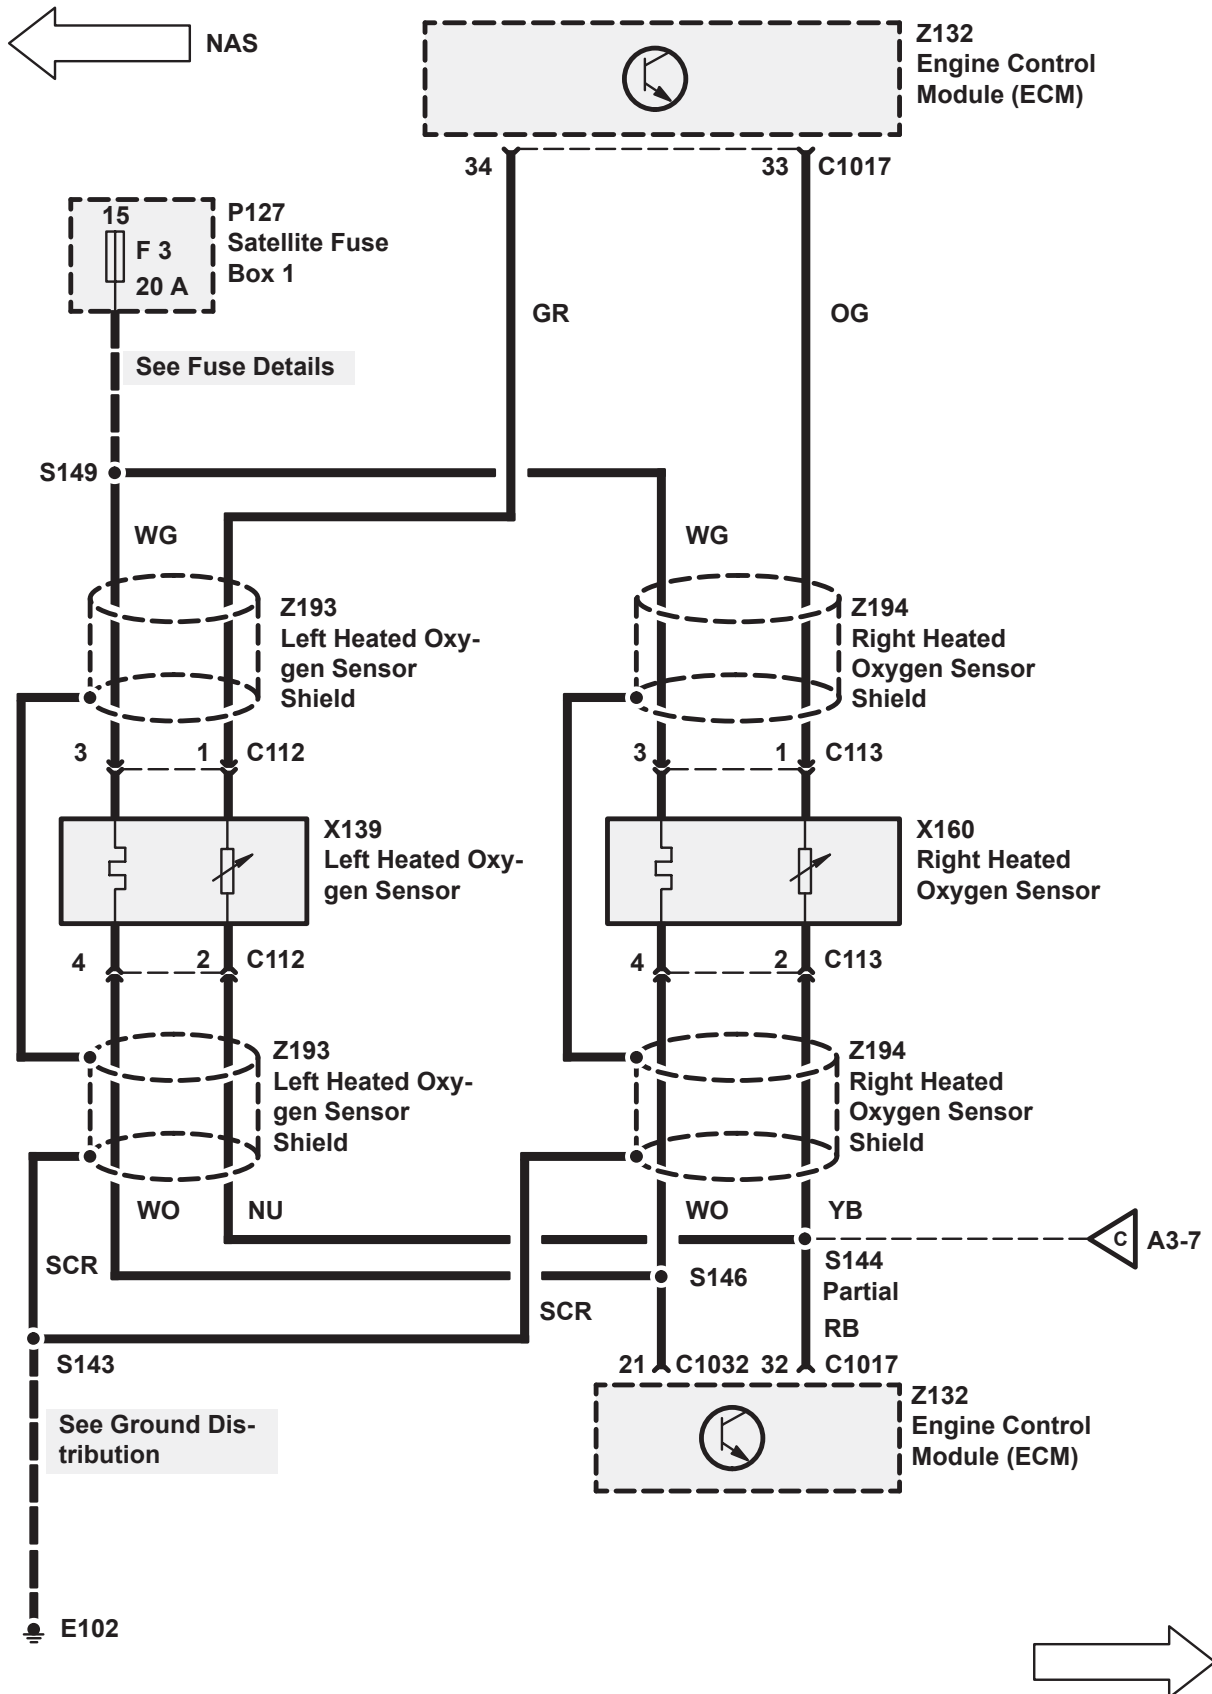 NAS
Z132
Engine Control
Module (ECM)
34
33
C1017
15
F 3
20 A
P127
Satellite Fuse
Box 1
GR
OG
See Fuse Details
S149
WG
WG
Z193
Left Heated Oxy-
gen Sensor
Shield
Z194
Right Heated
Oxygen Sensor
Shield
3
1
C112
3
1
C113
X139
Left Heated Oxy-
gen Sensor
X160
Right Heated
Oxygen Sensor
4
2
C112
4
2
C113
Z193
Left Heated Oxy-
gen Sensor
Shield
Z194
Right Heated
Oxygen Sensor
Shield
WO
NU
WO
YB
C
A3-7
SCR
S146
S144
Partial
SCR
RB
S143
21
C1032
32
C1017
See Ground Dis-
tribution
Z132
Engine Control
Module (ECM)
E102